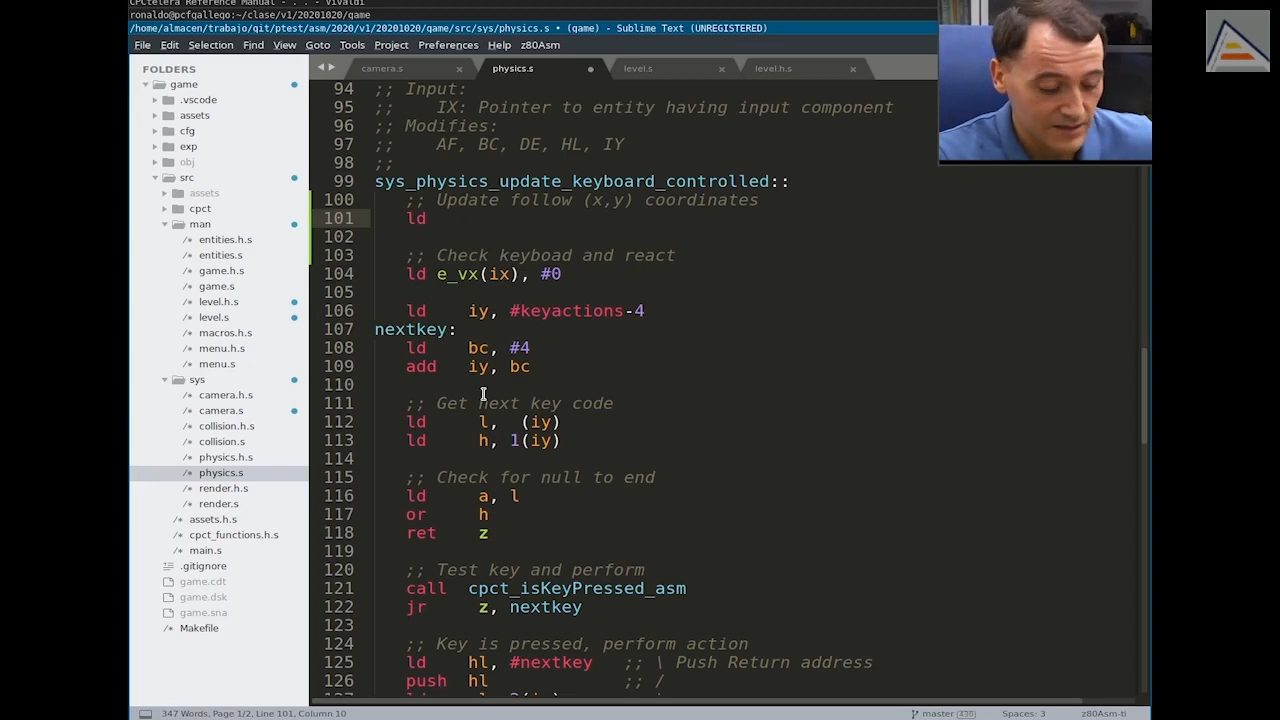 CPCtelera Reference Manual - . . - Vivaldi
ronaldo@pcfgallego:~/clase/v1/20201020/game
/home/almacen/trabajo/git/ptest/asm/2020/v1/20201020/game/src/sys/physics.s • (game) - Sublime Text (UNREGISTERED)
File Edit Selection Find View Goto Tools Project Preferences Help z80Asm
FOLDERS
game
.vscode
assets
cfg
exp
obj
src
assets
cpct
man
entities.h.s
entities.s
game.h.s
game.s
level.h.s
level.s
macros.h.s
menu.h.s
menu.s
sys
camera.h.s
camera.s
collision.h.s
collision.s
physics.h.s
physics.s
render.h.s
render.s
assets.h.s
cpct_functions.h.s
main.s
.gitignore
game.cdt
game.dsk
game.sna
Makefile
camera.s × physics.s • level.s × level.h.s ×
94 ;; Input:
95 ;;    IX: Pointer to entity having input component
96 ;; Modifies:
97 ;;    AF, BC, DE, HL, IY
98 ;;
99 sys_physics_update_keyboard_controlled::
100 ;; Update follow (x,y) coordinates
101 ld
102
103 ;; Check keyboad and react
104 ld e_vx(ix), #0
105
106 ld    iy, #keyactions-4
107 nextkey:
108 ld    bc, #4
109 add   iy, bc
110
111 ;; Get next key code
112 ld     l,  (iy)
113 ld     h, 1(iy)
114
115 ;; Check for null to end
116 ld     a, l
117 or     h
118 ret    z
119
120 ;; Test key and perform
121 call  cpct_isKeyPressed_asm
122 jr     z, nextkey
123
124 ;; Key is pressed, perform action
125 ld    hl, #nextkey   ;; \ Push Return address
126 push  hl             ;; /
347 Words, Page 1/2, Line 101, Column 10 master 430 Spaces: 3 z80Asm-ti